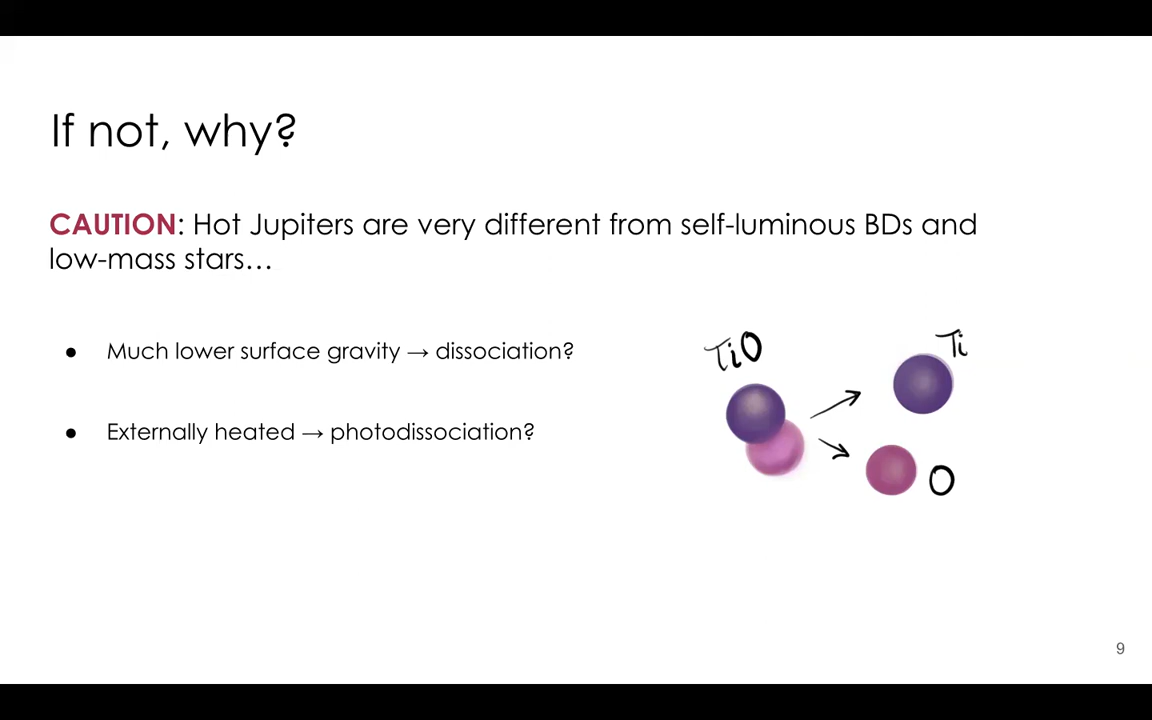 If not, why?
CAUTION: Hot Jupiters are very different from self-luminous BDs and
low-mass stars…
● Much lower surface gravity → dissociation?
● Externally heated → photodissociation?
TiO
Ti
O
9